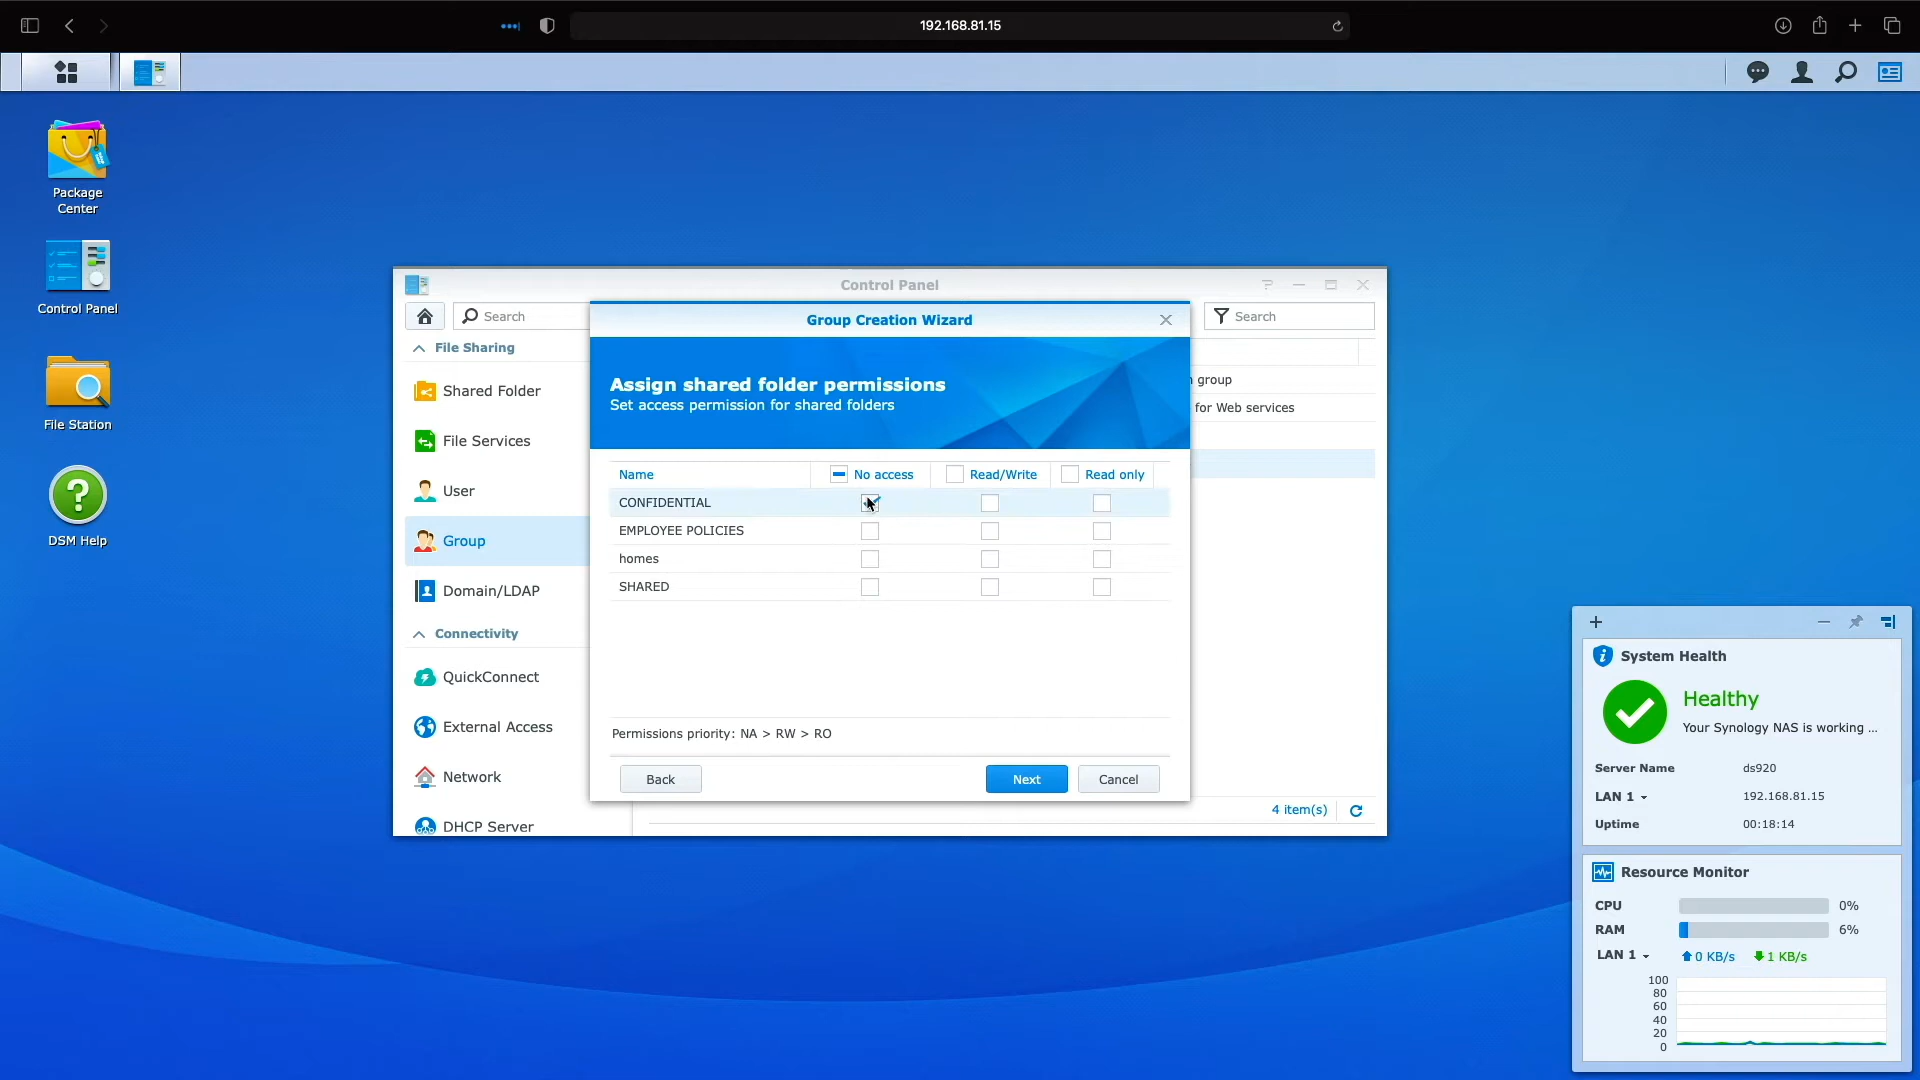 192.168.81.15
Package
Center
Control Panel
File Station
DSM Help
Control Panel
Search
Search
File Sharing
Shared Folder
File Services
User
Group
Domain/LDAP
Connectivity
QuickConnect
External Access
Network
DHCP Server
group
for Web services
4 item(s)
Group Creation Wizard
Assign shared folder permissions
Set access permission for shared folders
Name No access Read/Write Read only
CONFIDENTIAL
EMPLOYEE POLICIES
homes
SHARED
Permissions priority: NA > RW > RO
Back Next Cancel
System Health
Healthy
Your Synology NAS is working ...
Server Name ds920
LAN 1 192.168.81.15
Uptime 00:18:14
Resource Monitor
CPU 0%
RAM 6%
LAN 1 0 KB/s 1 KB/s
100
80
60
40
20
0